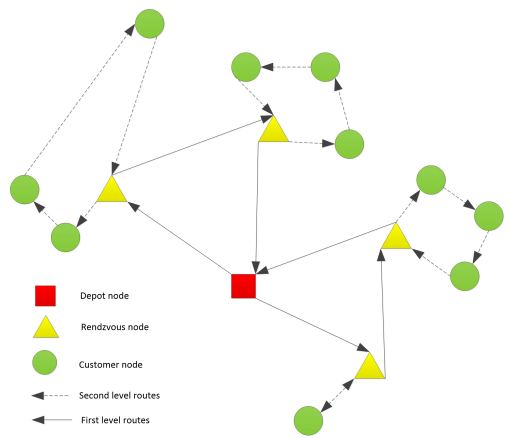 Depot node
Rendzvous node
Customer node
Second level routes
First level routes